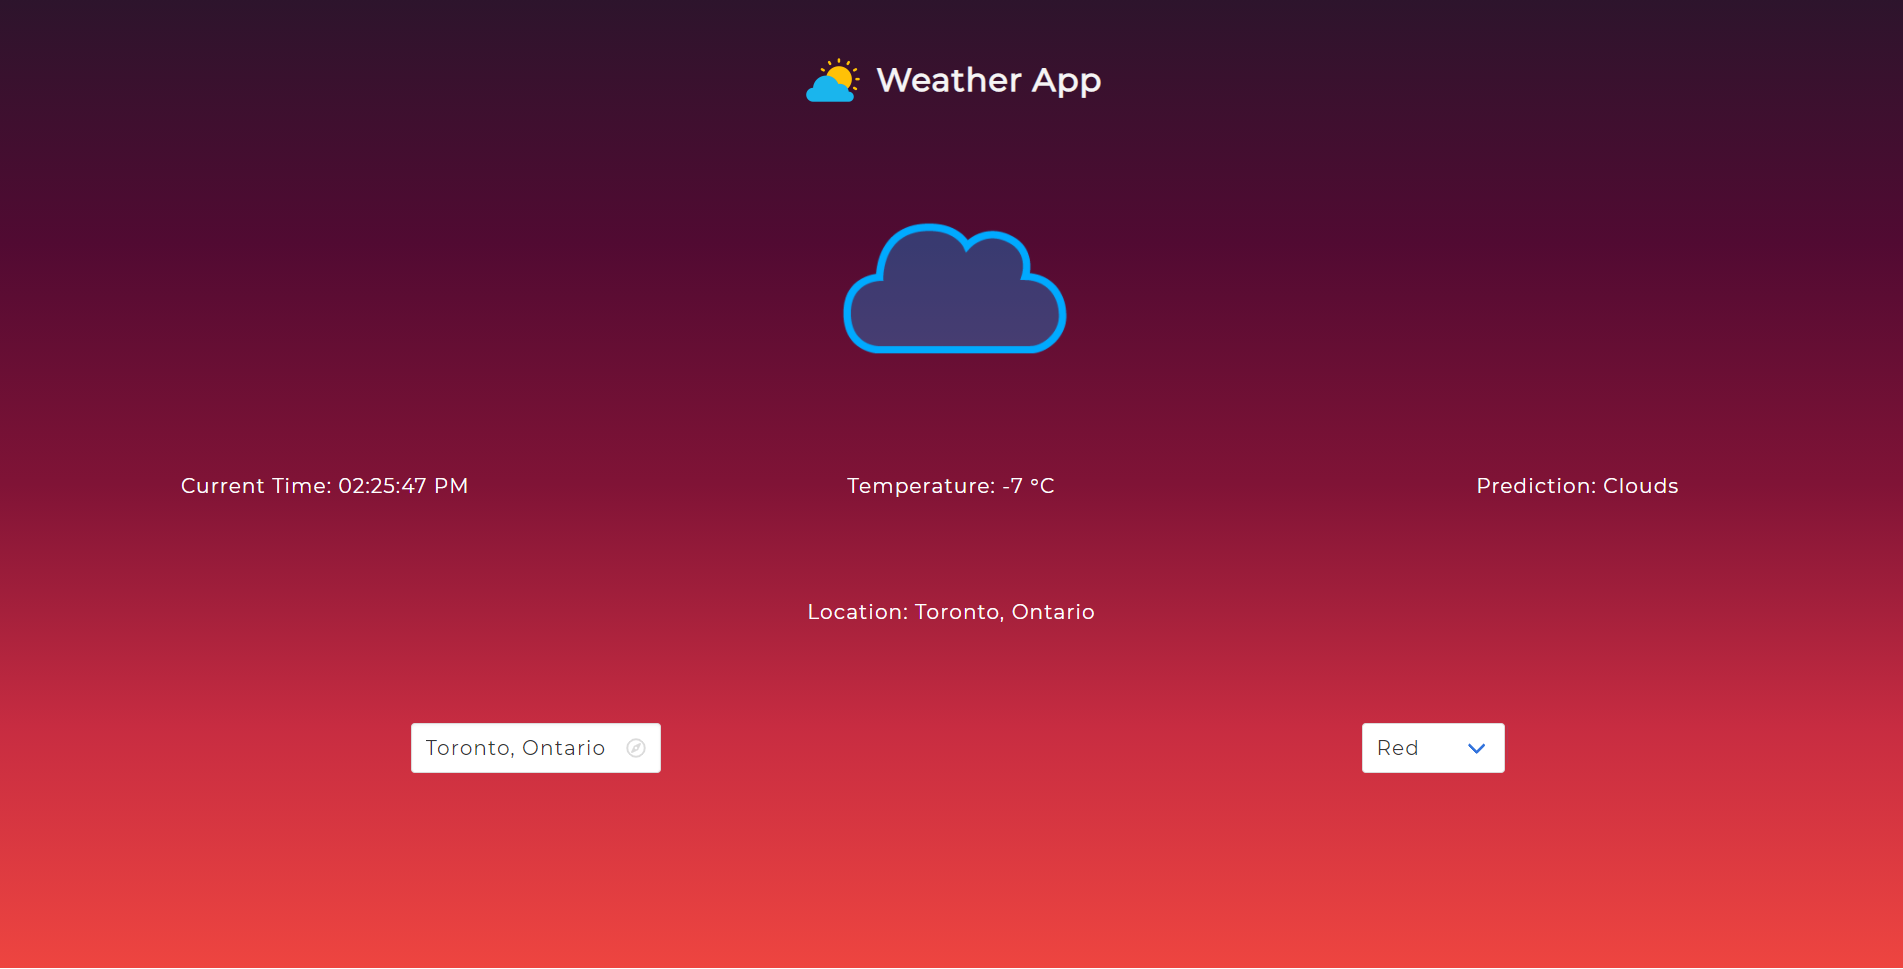 Weather App
Current Time: 02:25:47 PM
Temperature: -7 °C
Prediction: Clouds
Location: Toronto, Ontario
Toronto, Ontario
Red